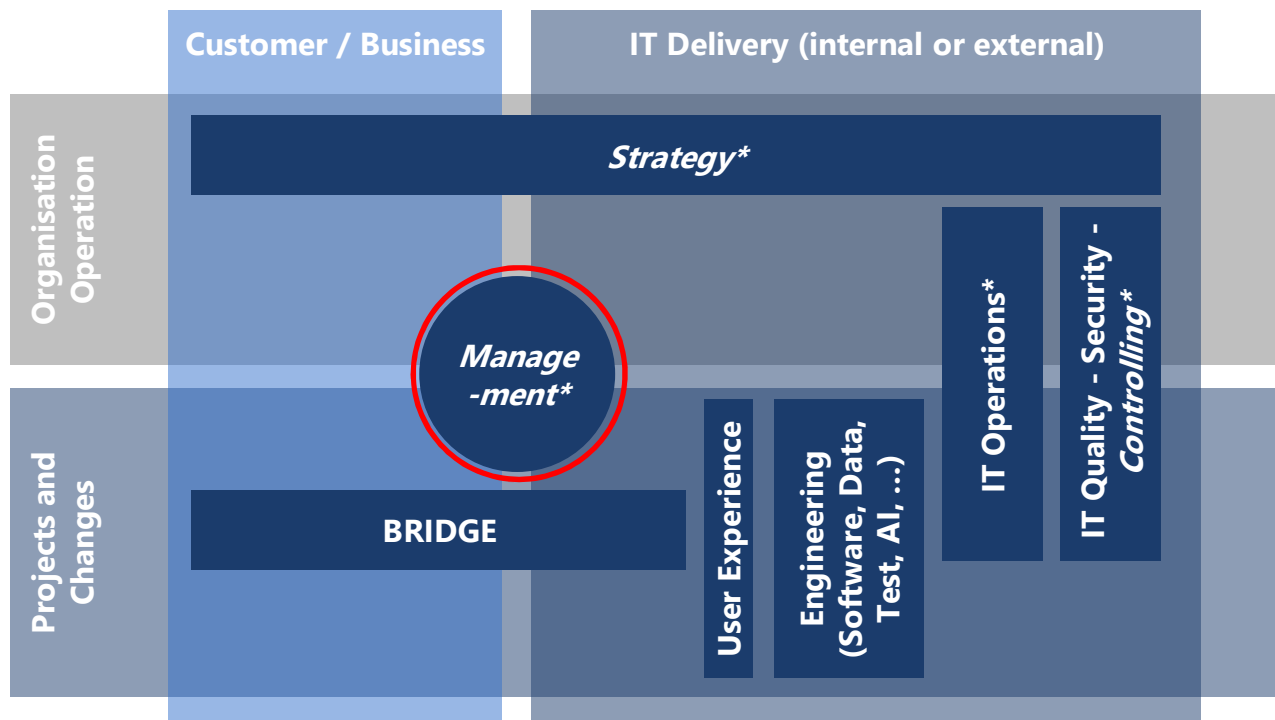 Customer / Business
IT Delivery (internal or external)
Organisation
Operation
Strategy*
Manage
-ment*
IT Operations*
IT Quality - Security -
Controlling*
Projects and
Changes
BRIDGE
User Experience
Engineering
(Software, Data,
Test, AI, ...)